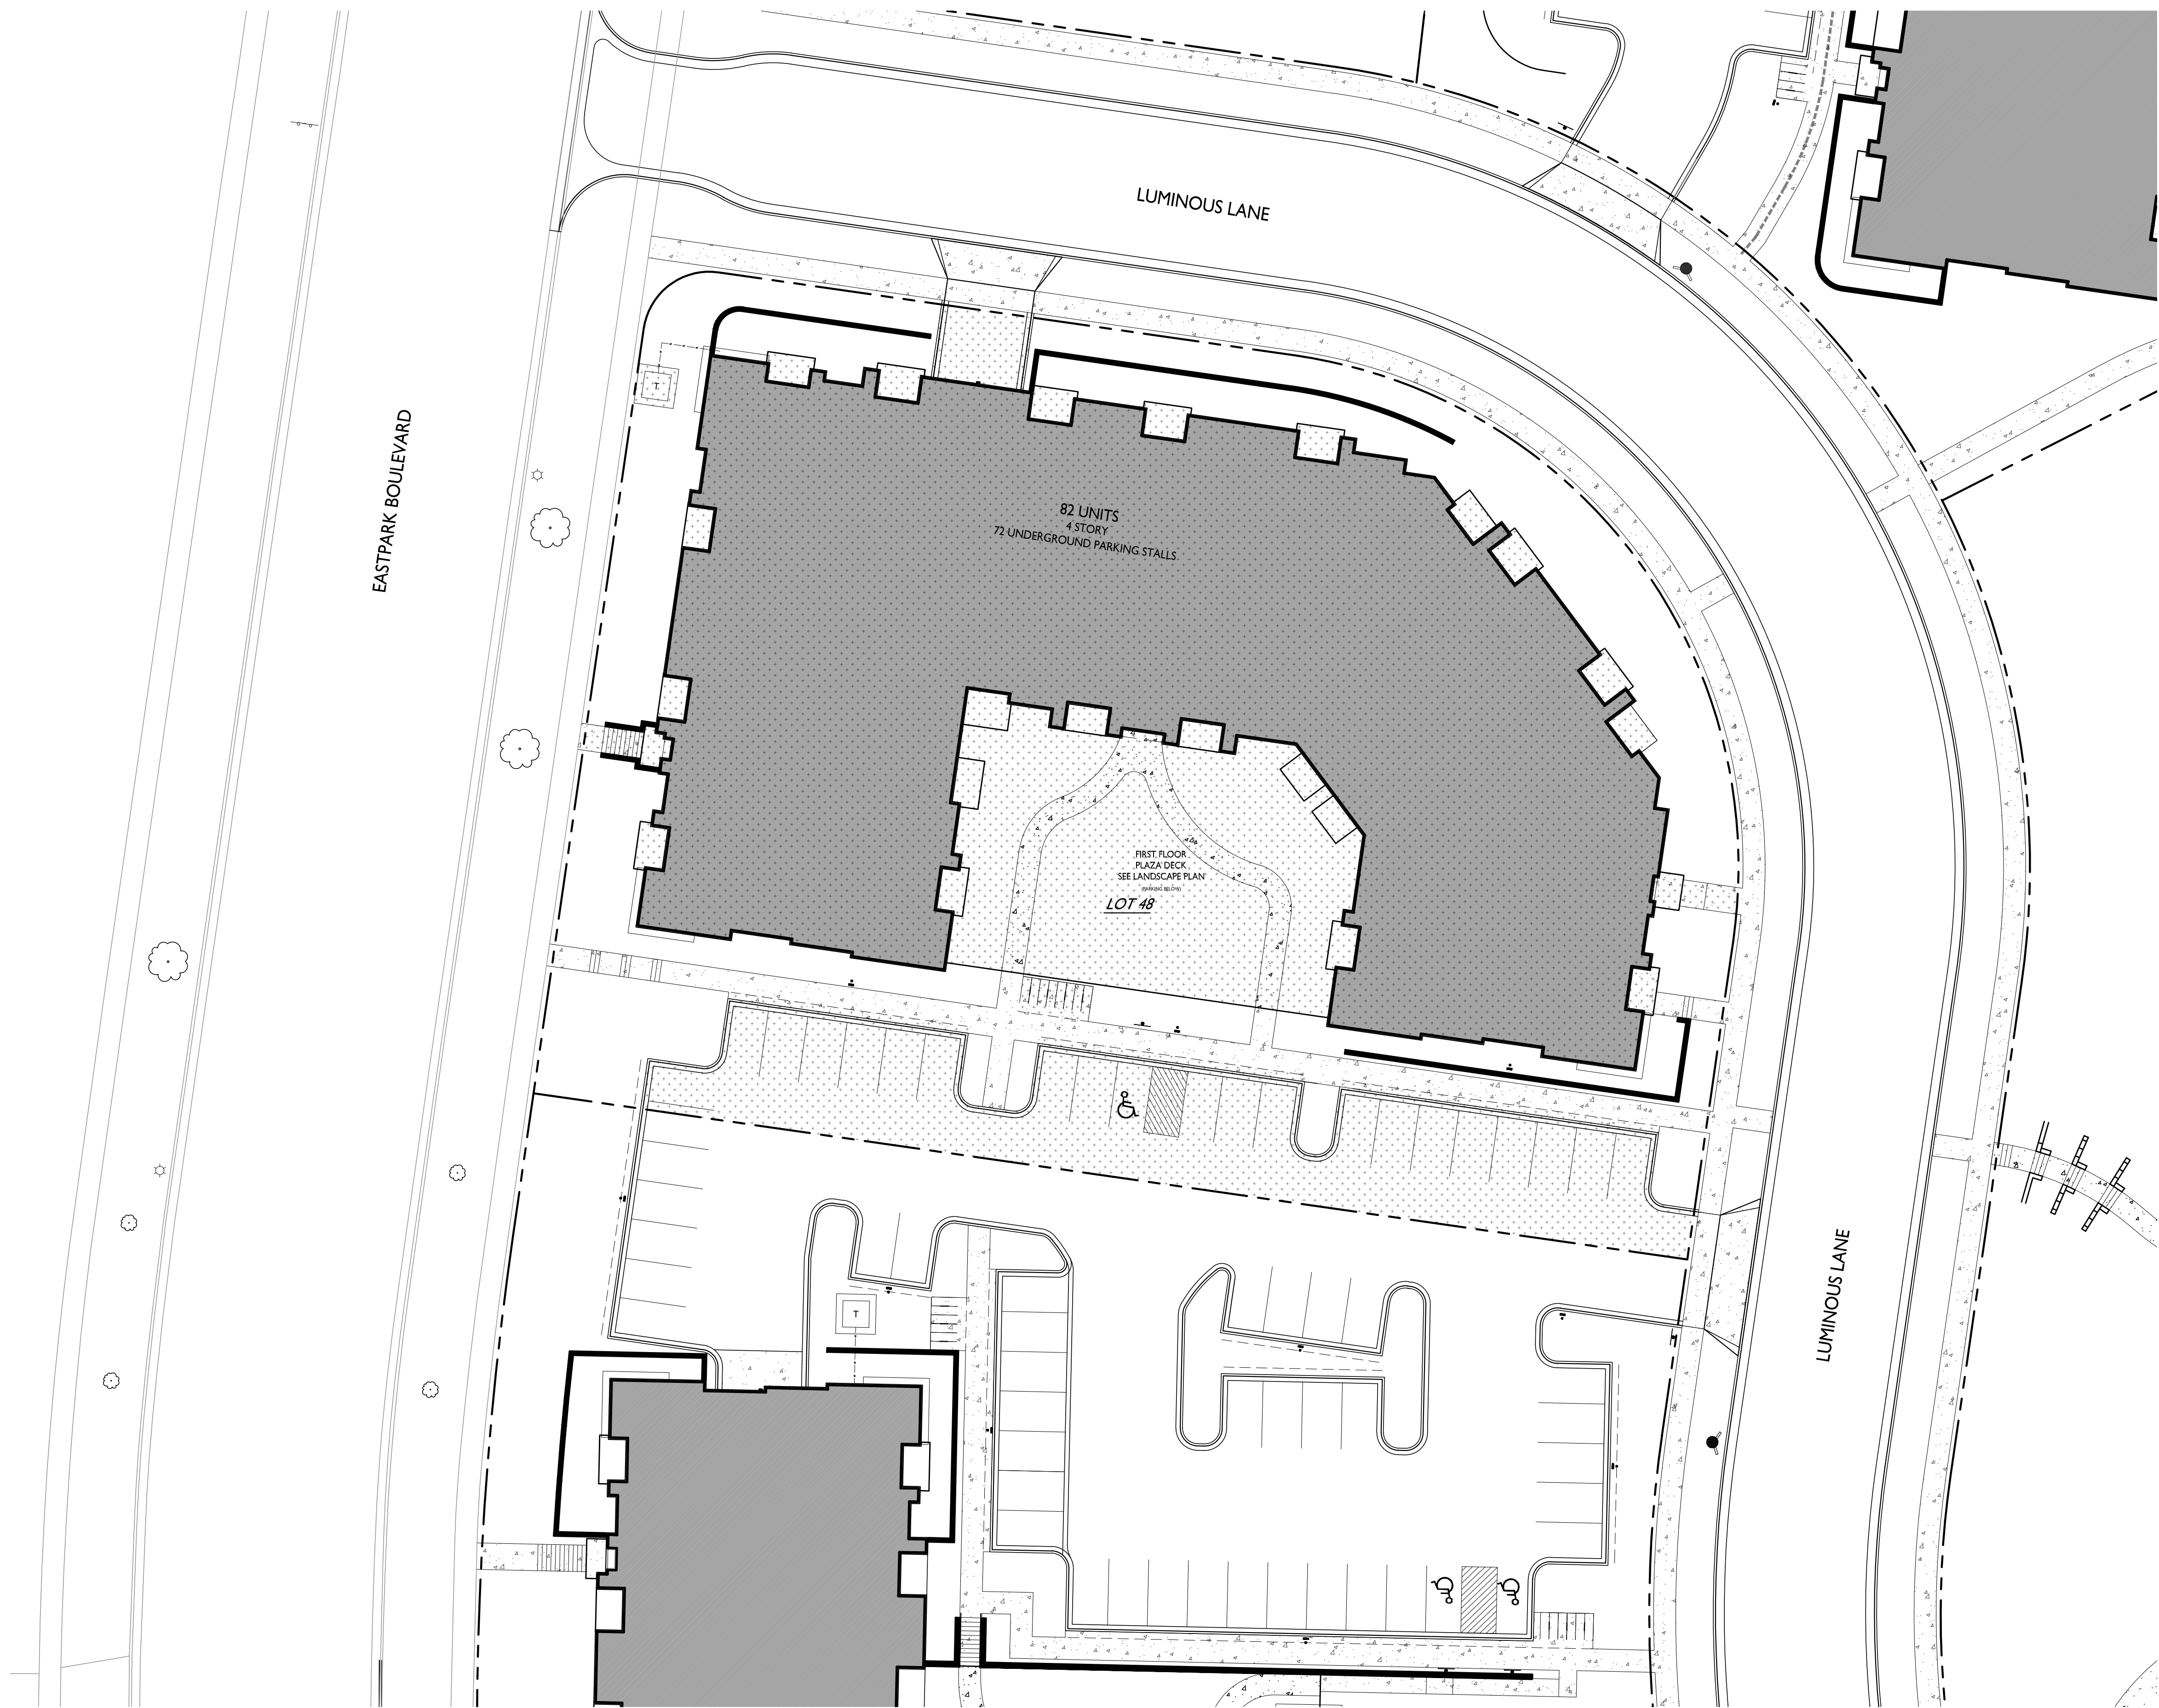 LUMINOUS LANE
T
EASTPARK BOULEVARD
82 UNITS
4 STORY
72 UNDERGROUND PARKING STALLS
FIRST FLOOR
PLAZA DECK
SEE LANDSCAPE PLAN
(PARKING BELOW)
LOT 48
LUMINOUS LANE
T